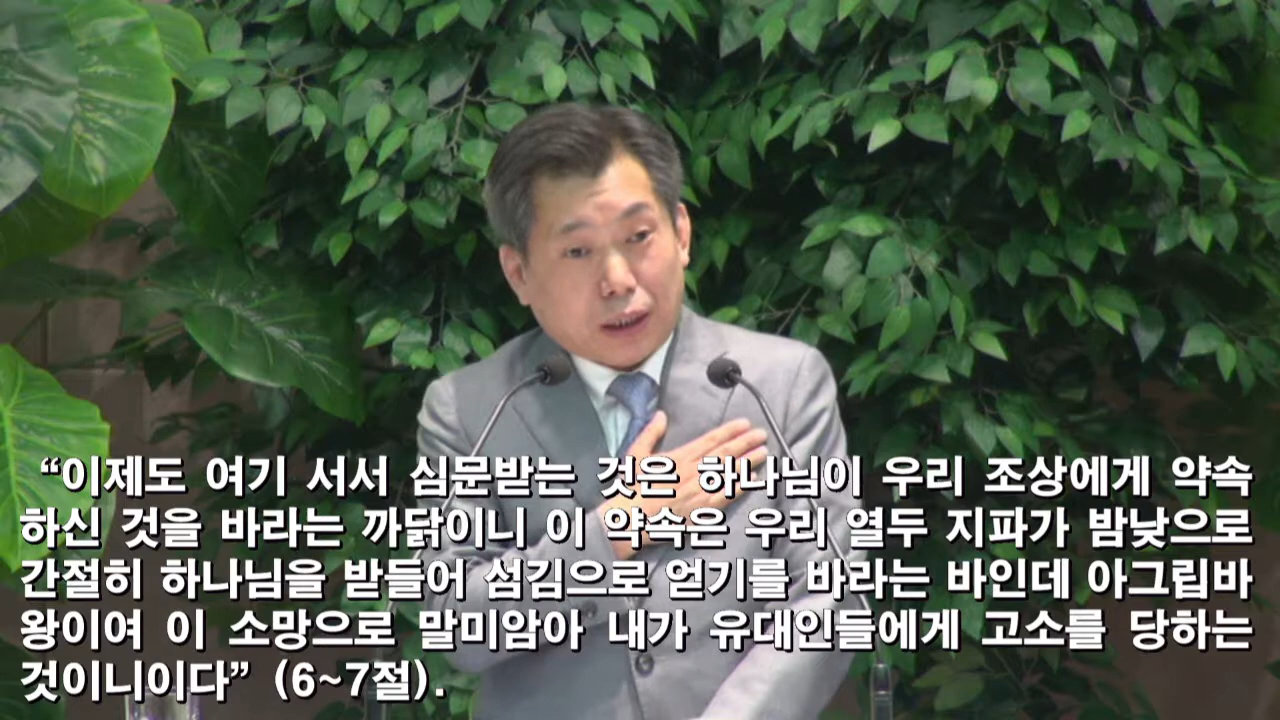 “이제도 여기 서서 심문받는 것은 하나님이 우리 조상에게 약속
하신 것을 바라는 까닭이니 이 약속은 우리 열두 지파가 밤낮으로
간절히 하나님을 받들어 섬김으로 얻기를 바라는 바인데 아그립바
왕이여 이 소망으로 말미암아 내가 유대인들에게 고소를 당하는
것이니이다” (6~7절).